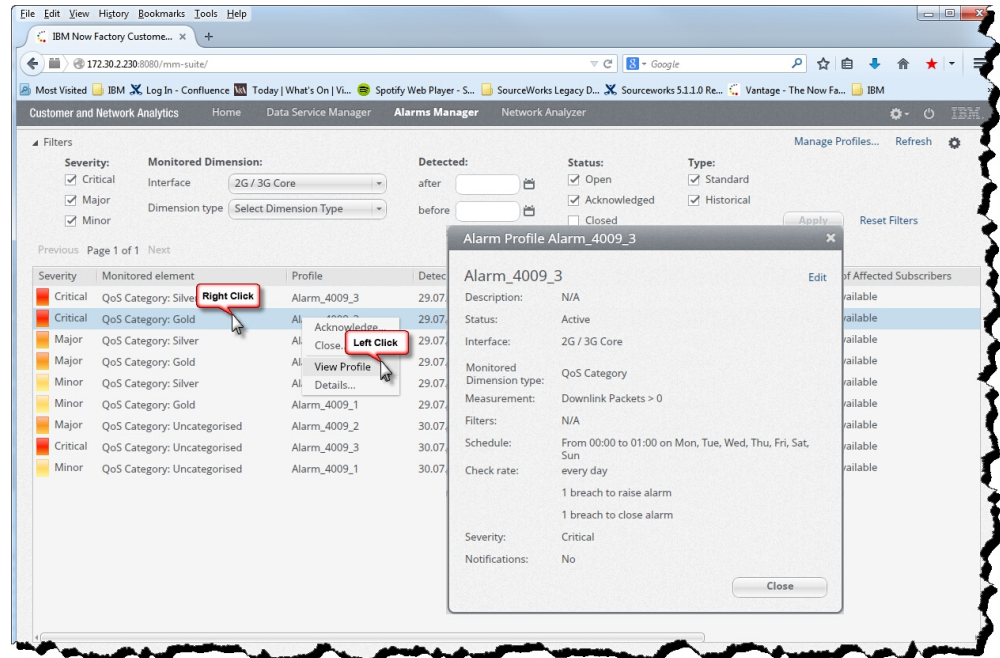 File Edit View History Bookmarks Tools Help
IBM Now Factory Custome... × +
172.30.2.230:8080/mm-suite/
Google
Most Visited IBM Log In - Confluence Today | What's On | Vi... Spotify Web Player - S... SourceWorks Legacy D... Sourceworks 5.1.1.0 Re... Vantage - The Now Fa... IBM
Customer and Network Analytics Home Data Service Manager Alarms Manager Network Analyzer IBM
Filters Manage Profiles... Refresh
Severity: Monitored Dimension: Detected: Status: Type:
Critical Interface 2G / 3G Core after Open Standard
Major Dimension type Select Dimension Type before Acknowledged Historical
Minor Closed Apply Reset Filters
Previous Page 1 of 1 Next
Severity Monitored element Profile Detec of Affected Subscribers
Critical QoS Category: Silver Alarm_4009_3 29.07. vailable
Right Click
Critical QoS Category: Gold 29.07. vailable
Major QoS Category: Silver 29.07. vailable
Major QoS Category: Gold 29.07. vailable
Minor QoS Category: Silver 29.07. vailable
Minor QoS Category: Gold Alarm_4009_1 29.07. vailable
Major QoS Category: Uncategorised Alarm_4009_2 30.07. vailable
Critical QoS Category: Uncategorised Alarm_4009_3 30.07. vailable
Minor QoS Category: Uncategorised Alarm_4009_1 30.07. vailable
Acknowledge...
Close...
Left Click
View Profile
Details...
Alarm Profile Alarm_4009_3 ×
Alarm_4009_3 Edit
Description: N/A
Status: Active
Interface: 2G / 3G Core
Monitored
Dimension type: QoS Category
Measurement: Downlink Packets > 0
Filters: N/A
Schedule: From 00:00 to 01:00 on Mon, Tue, Wed, Thu, Fri, Sat,
Sun
Check rate: every day
1 breach to raise alarm
1 breach to close alarm
Severity: Critical
Notifications: No
Close